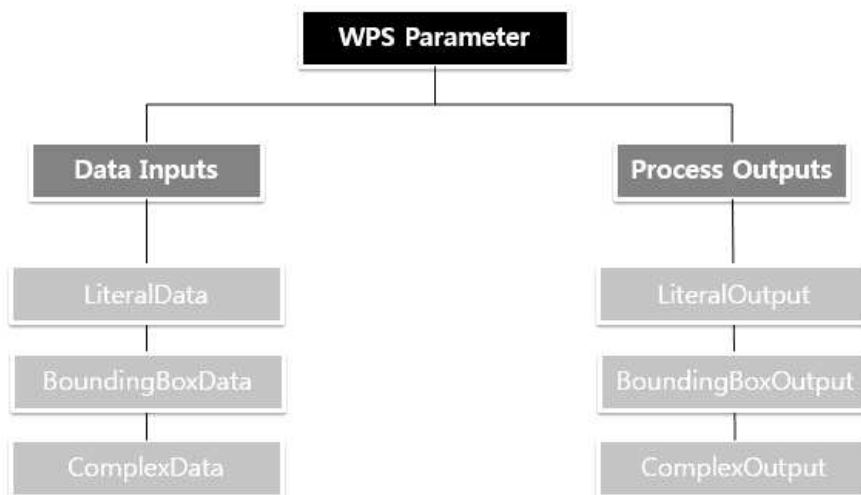 WPS Parameter
Data Inputs
Process Outputs
LiteralData
LiteralOutput
BoundingBoxData
BoundingBoxOutput
ComplexData
ComplexOutput